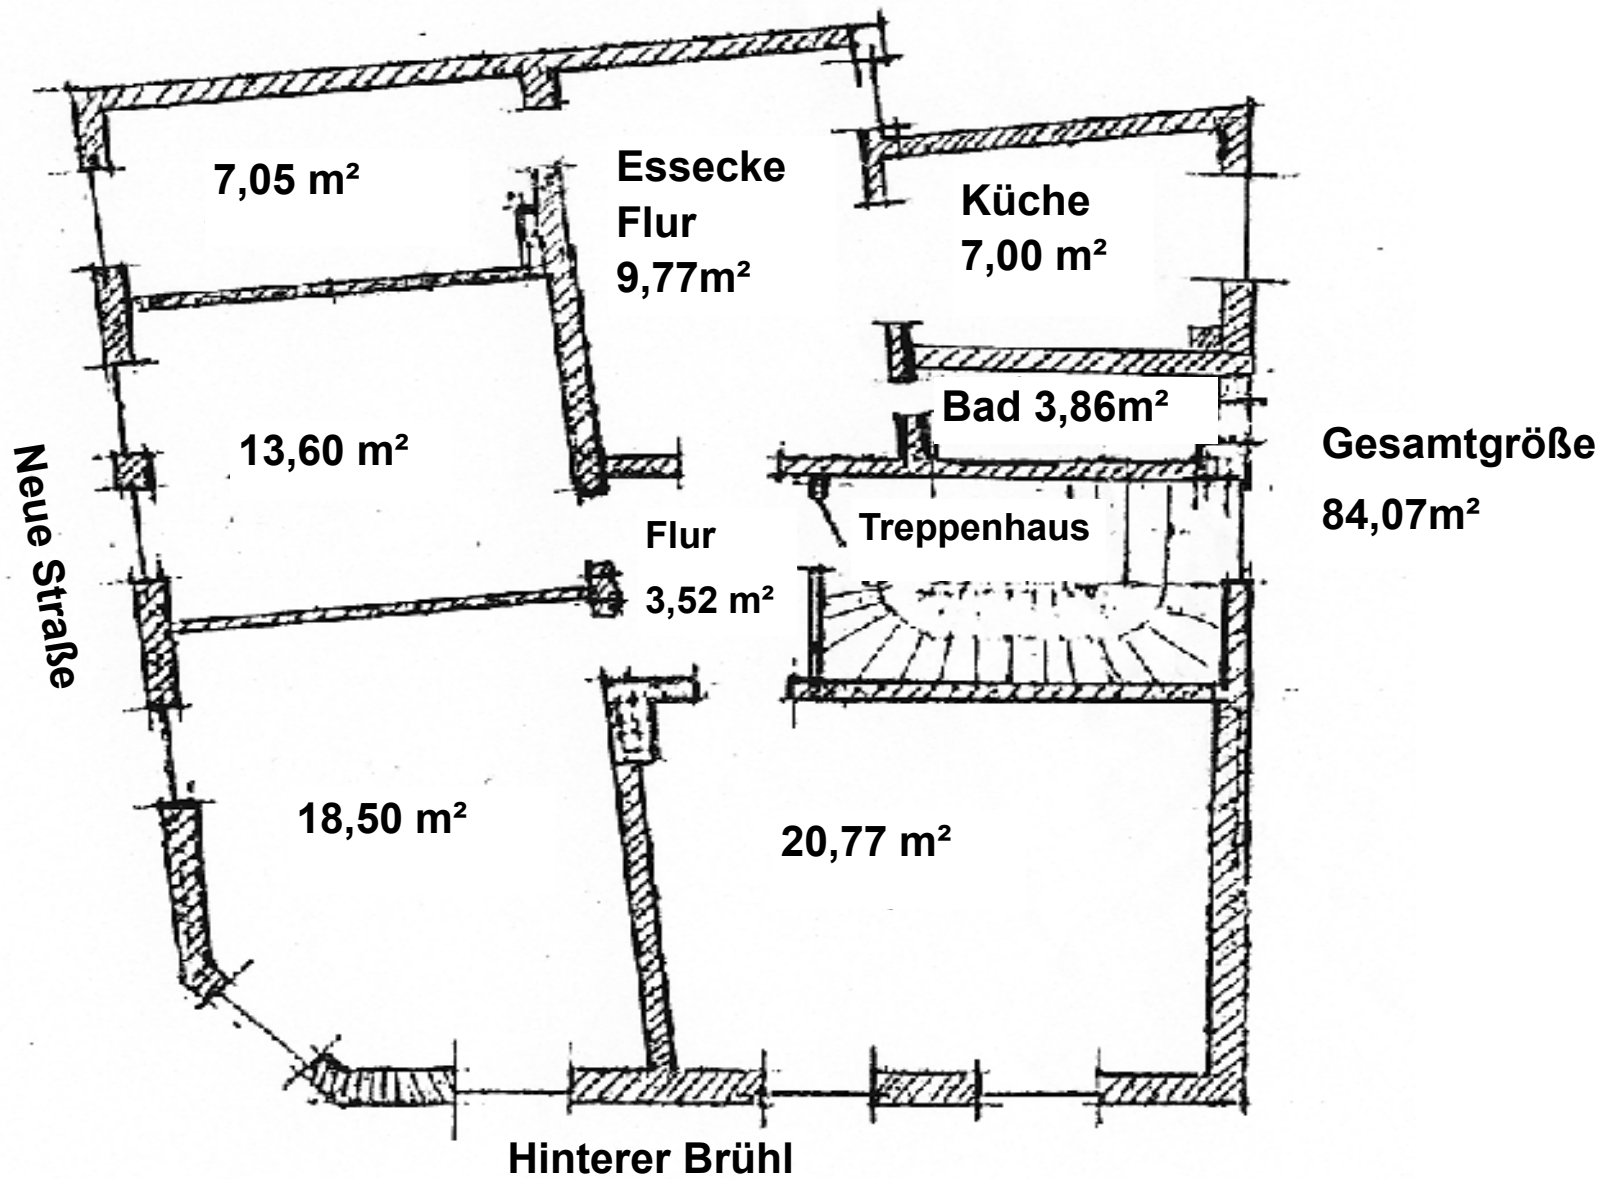 7,05 m²
Essecke
Flur
9,77m²
Küche
7,00 m²
Bad 3,86m²
13,60 m²
Gesamtgröße
84,07m²
Neue Straße
Flur
3,52 m²
Treppenhaus
18,50 m²
20,77 m²
Hinterer Brühl